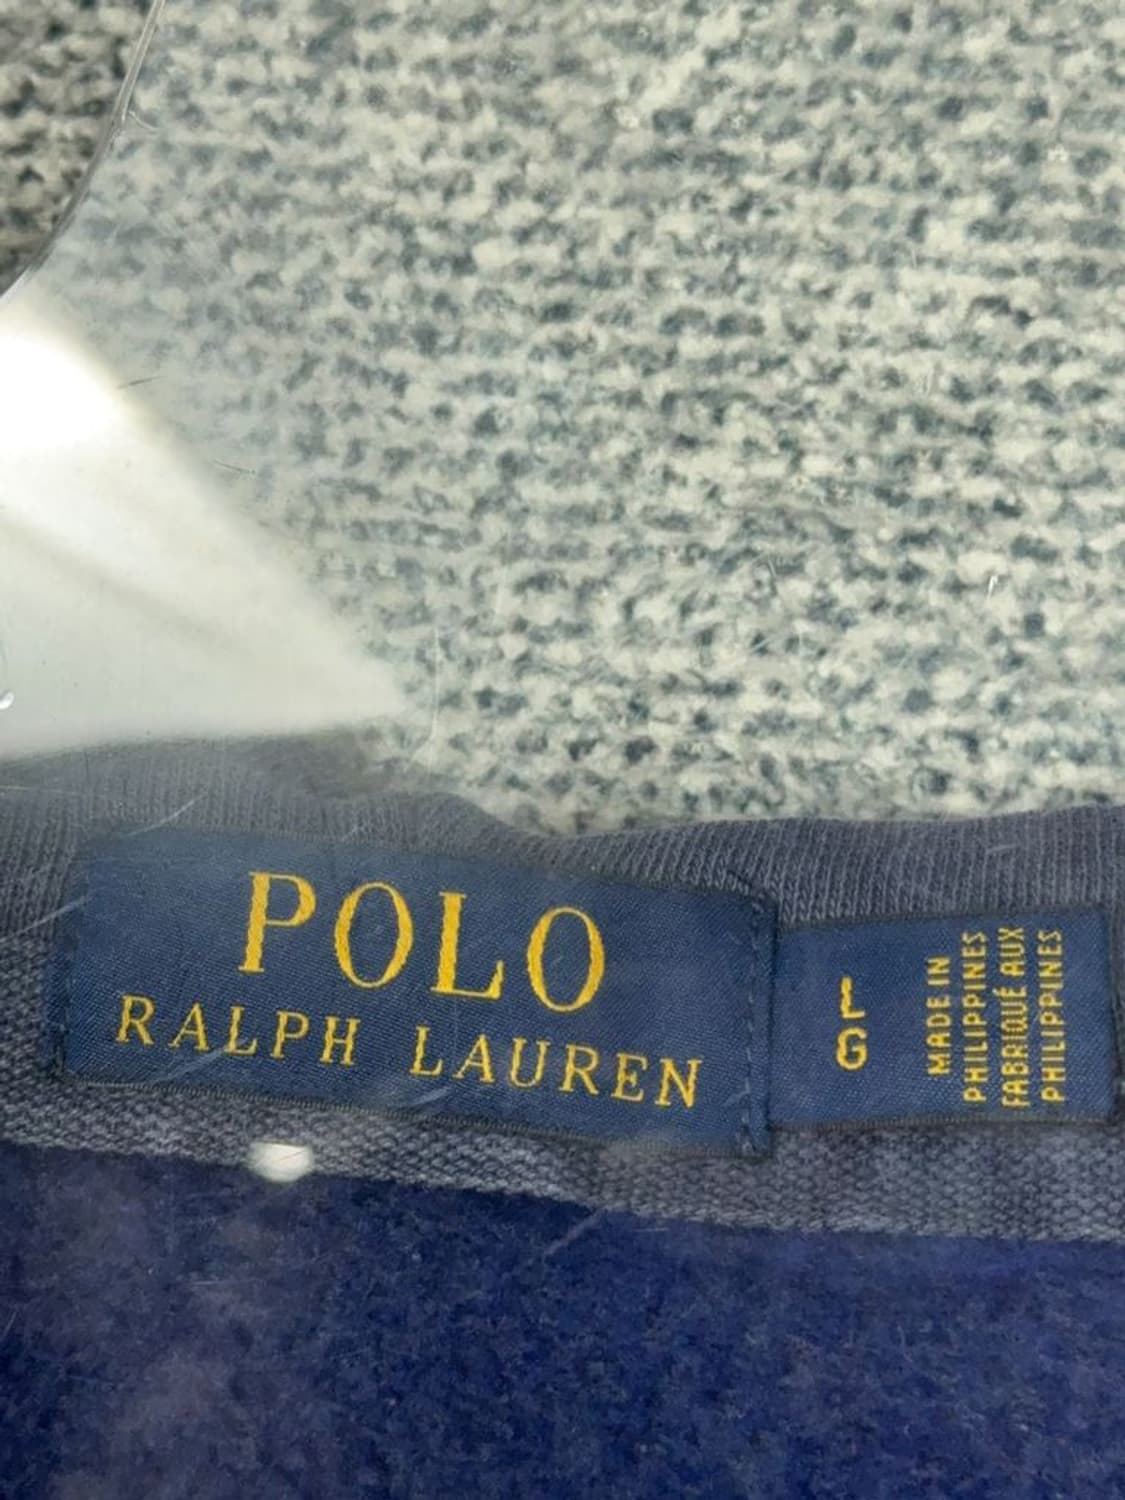 POLO
RALPH LAUREN
L
G
MADE IN
PHILIPPINES
FABRIQUÉ AUX
PHILIPPINES